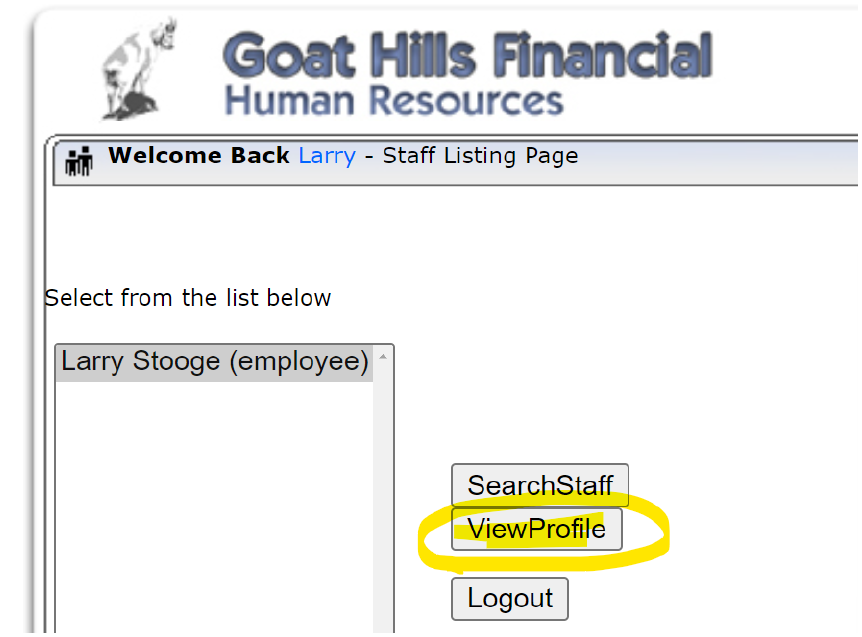 Goat Hills Financial
Human Resources
Welcome Back Larry - Staff Listing Page
Select from the list below
Larry Stooge (employee)
SearchStaff
ViewProfile
Logout